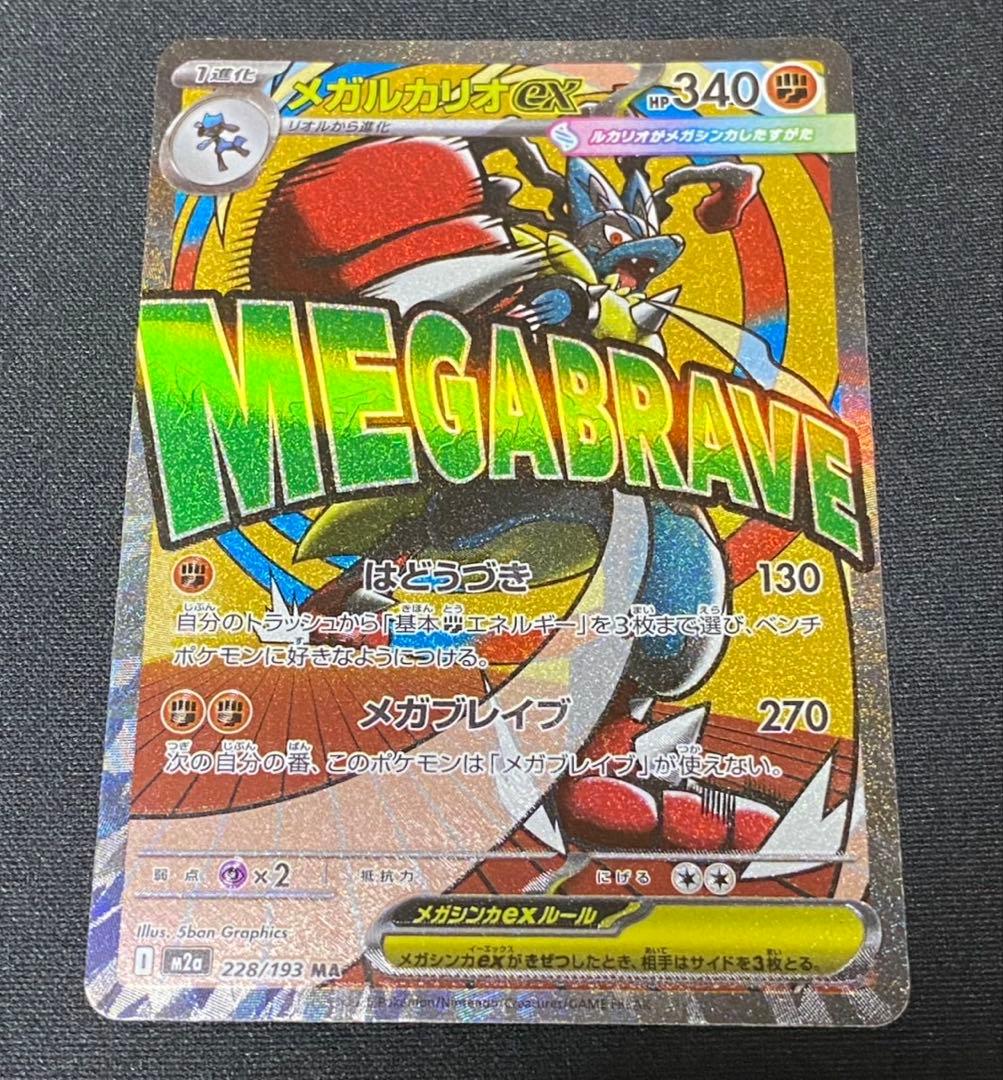 1進化
メガルカリオex
HP340
リオルから進化
ルカリオがメガシンカしたすがた
MEGABRAVE
はどうづき 130
自分のトラッシュから「基本エネルギー」を3枚まで選び、ベンチ
ポケモンに好きなようにつける。
メガブレイブ 270
次の自分の番、このポケモンは「メガブレイブ」が使えない。
弱点 ×2 抵抗力 にげる
メガシンカexルール
メガシンカexがきぜつしたとき、相手はサイドを3枚とる。
Illus. 5ban Graphics
I M2a 228/193 MA
Pokémon/Nintendo/Creatures/GAME FREAK